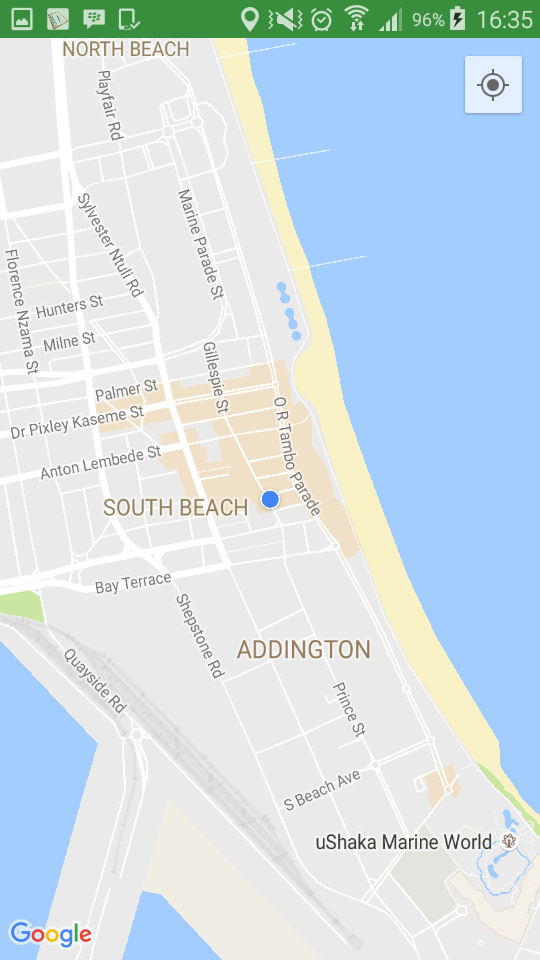 96% 16:35
NORTH BEACH
Playfair Rd
Sylvester Ntuli Rd
Marine Parade St
Florence Nzama St
Hunters St
Milne St
Gillespie St
Palmer St
Dr Pixley Kaseme St
O R Tambo Parade
Anton Lembede St
SOUTH BEACH
Bay Terrace
Shepstone Rd
ADDINGTON
Quayside Rd
Prince St
S Beach Ave
uShaka Marine World
Google